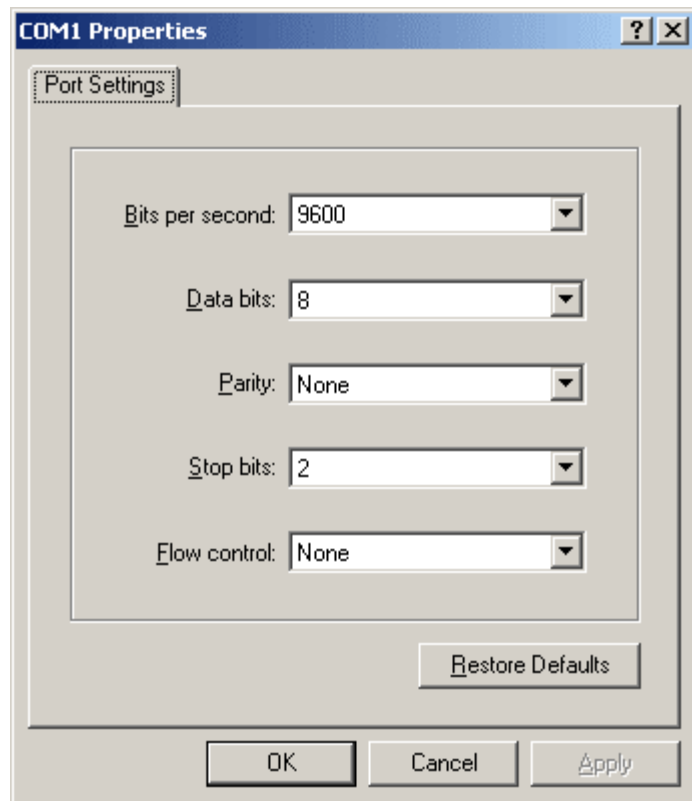 COM1 Properties
Port Settings
Bits per second: 9600
Data bits: 8
Parity: None
Stop bits: 2
Flow control: None
Restore Defaults
OK Cancel Apply